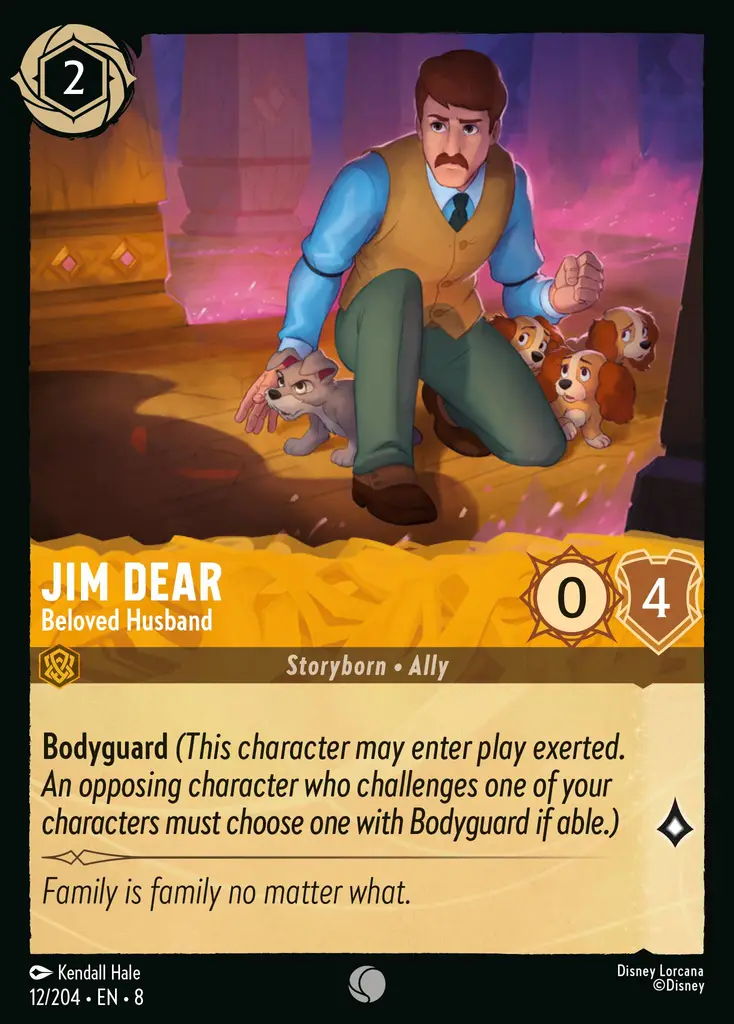 2
JIM DEAR
Beloved Husband
0
4
Storyborn • Ally
Bodyguard (This character may enter play exerted.
An opposing character who challenges one of your
characters must choose one with Bodyguard if able.)
Family is family no matter what.
Kendall Hale
12/204 • EN • 8
Disney Lorcana
©Disney